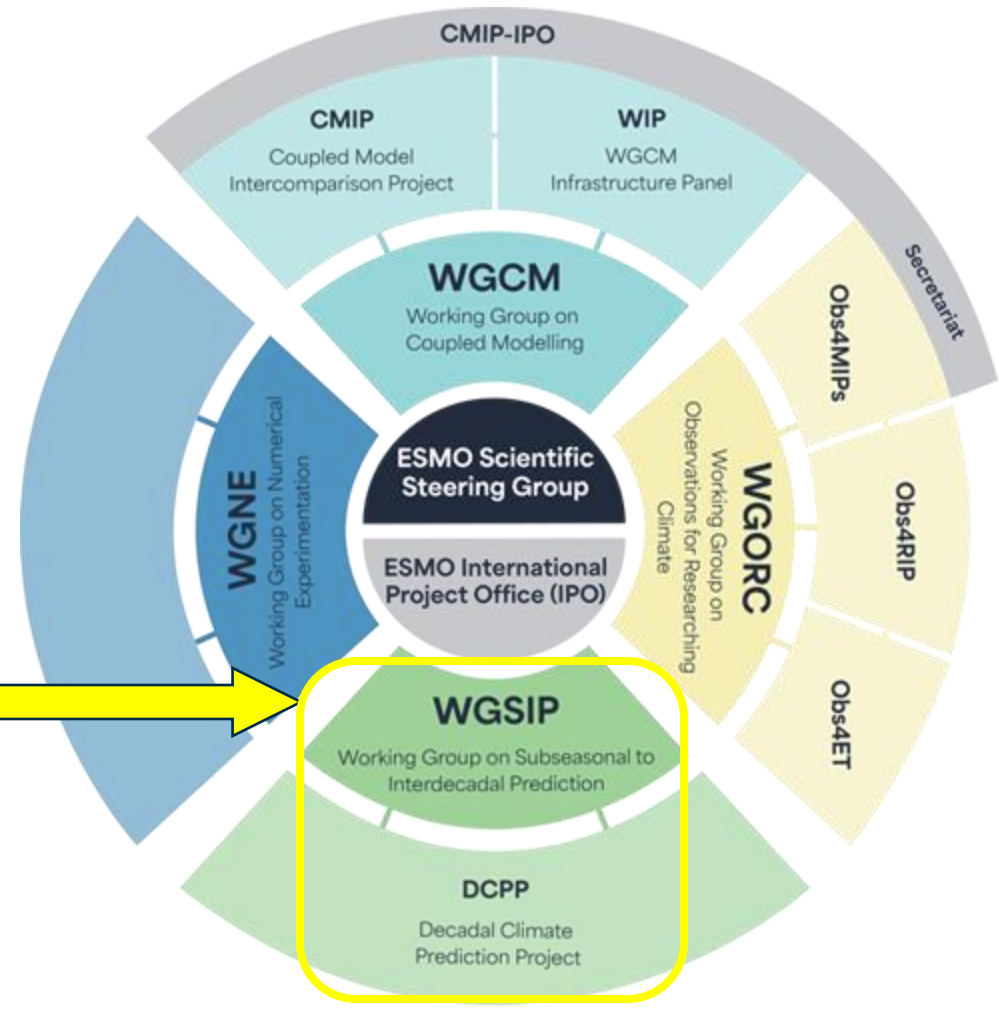 CMIP-IPO
Secretariat
CMIP
Coupled Model
Intercomparison Project
WIP
WGCM
Infrastructure Panel
WGCM
Working Group on
Coupled Modelling
ESMO Scientific
Steering Group
ESMO International
Project Office (IPO)
WGNE
Working Group on Numerical
Experimentation
WGORC
Working Group on
Observations for Researching
Climate
Obs4MIPs
Obs4RIP
Obs4ET
WGSIP
Working Group on Subseasonal to
Interdecadal Prediction
DCPP
Decadal Climate
Prediction Project